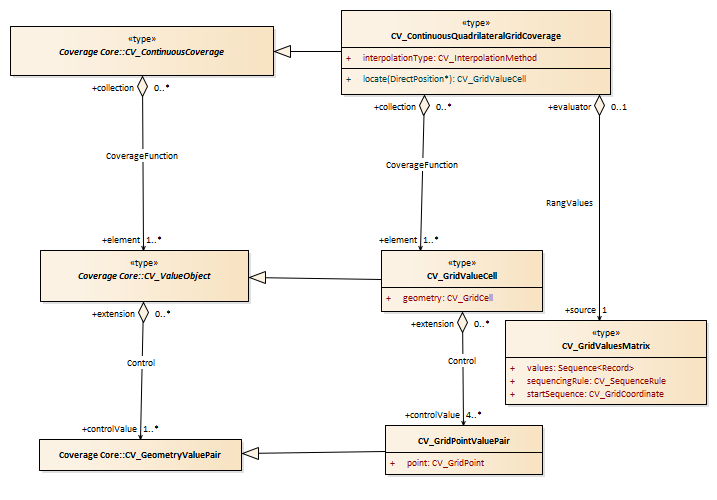 «type»
Coverage Core::CV_ContinuousCoverage
«type»
CV_ContinuousQuadrilateralGridCoverage
+ interpolationType: CV_InterpolationMethod
+ locate(DirectPosition*): CV_GridValueCell
+collection 0..*
+collection 0..*
+evaluator 0..1
CoverageFunction
CoverageFunction
RangValues
+element 1..*
+element 1..*
«type»
Coverage Core::CV_ValueObject
«type»
CV_GridValueCell
+ geometry: CV_GridCell
+extension 0..*
+extension 0..*
+source 1
«type»
CV_GridValuesMatrix
+ values: Sequence<Record>
+ sequencingRule: CV_SequenceRule
+ startSequence: CV_GridCoordinate
Control
Control
+controlValue 1..*
+controlValue 4..*
Coverage Core::CV_GeometryValuePair
CV_GridPointValuePair
+ point: CV_GridPoint